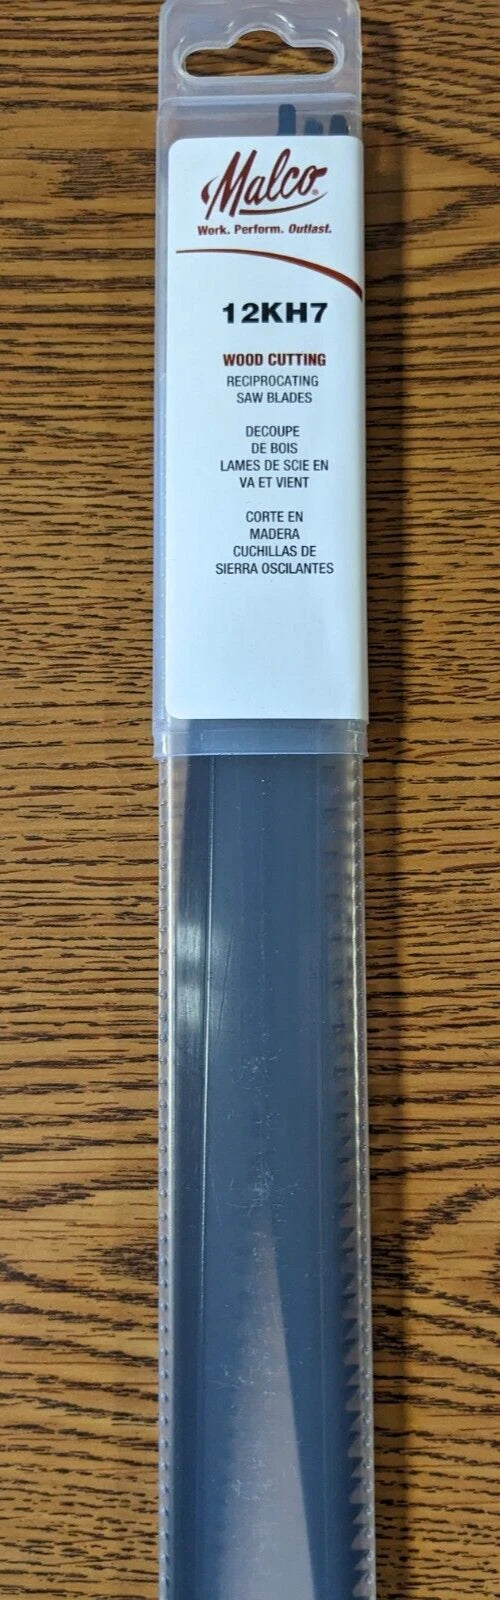 Malco®
Work. Perform. Outlast.
12KH7
WOOD CUTTING
RECIPROCATING
SAW BLADES
DECOUPE
DE BOIS
LAMES DE SCIE EN
VA ET VIENT
CORTE EN
MADERA
CUCHILLAS DE
SIERRA OSCILANTES